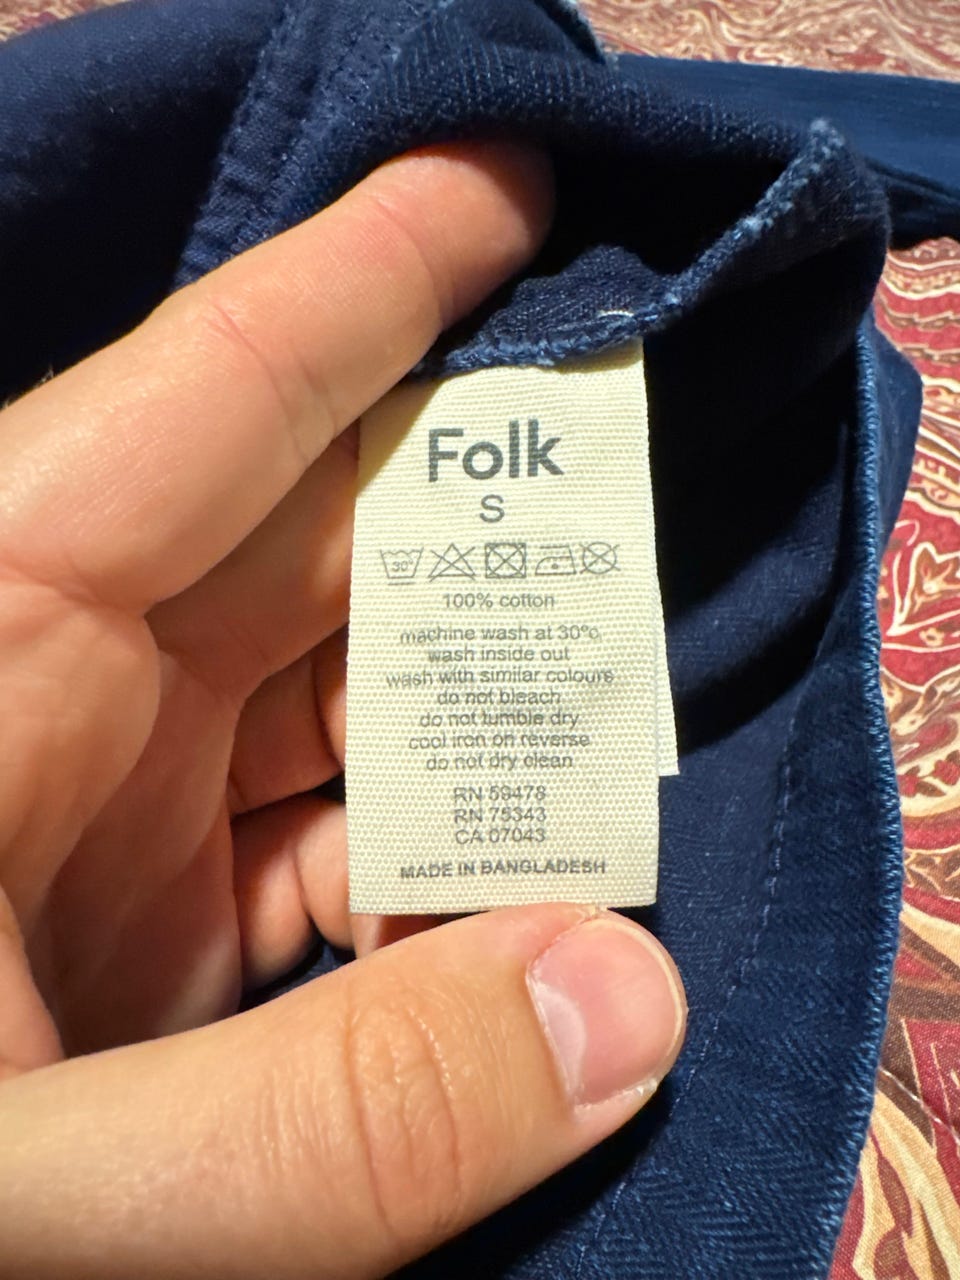 Folk
S
30°
100% cotton
machine wash at 30°c
wash inside out
wash with similar colours
do not bleach
do not tumble dry
cool iron on reverse
do not dry clean
RN 59478
RN 75343
CA 07043
MADE IN BANGLADESH